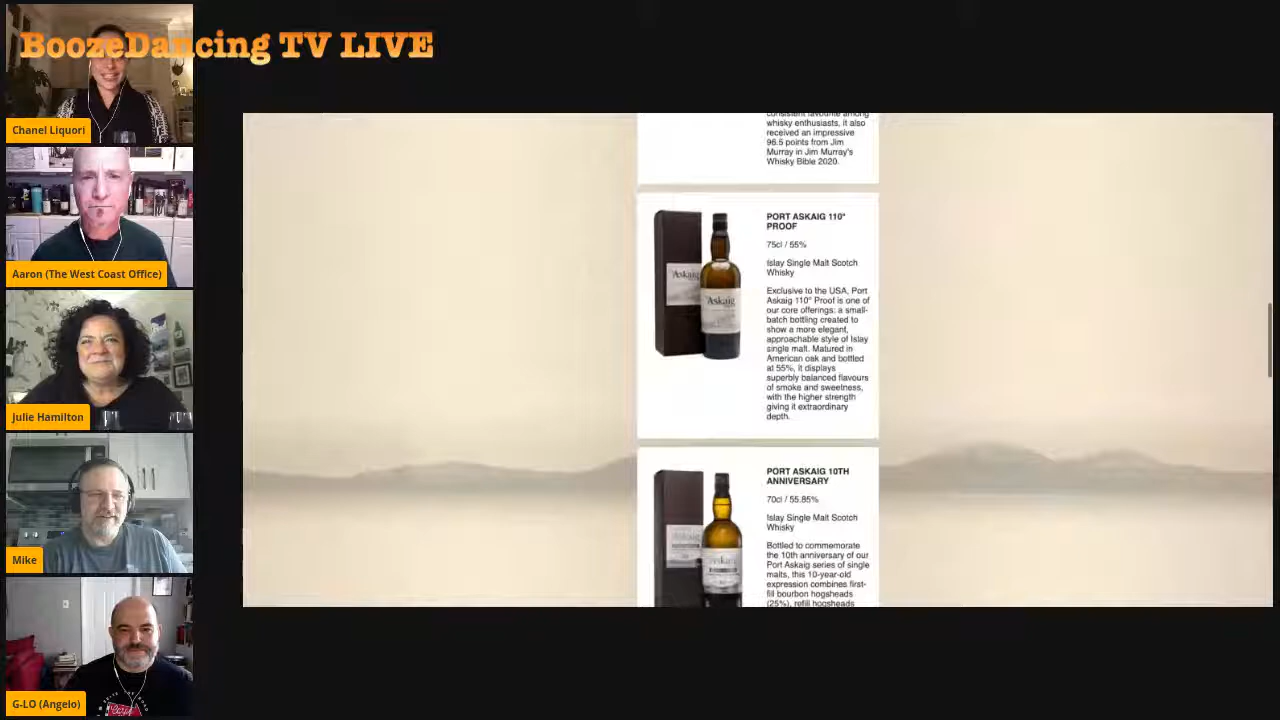 BoozeDancing TV LIVE
Chanel Liquori
Aaron (The West Coast Office)
Julie Hamilton
Mike
G-LO (Angelo)
consistent favourite among
whisky enthusiasts, it also
received an impressive
96.5 points from Jim
Murray in Jim Murray's
Whisky Bible 2020.
Askaig
Askaig
PORT ASKAIG 110°
PROOF
75cl / 55%
Islay Single Malt Scotch
Whisky
Exclusive to the USA, Port
Askaig 110° Proof is one of
our core offerings: a small-
batch bottling created to
show a more elegant,
approachable style of Islay
single malt. Matured in
American oak and bottled
at 55%, it displays
superbly balanced flavours
of smoke and sweetness,
with the higher strength
giving it extraordinary
depth.
PORT ASKAIG 10TH
ANNIVERSARY
70cl / 55.85%
Islay Single Malt Scotch
Whisky
Bottled to commemorate
the 10th anniversary of our
Port Askaig series of single
malts, this 10-year-old
expression combines first-
fill bourbon hogsheads
(25%), refill hogsheads